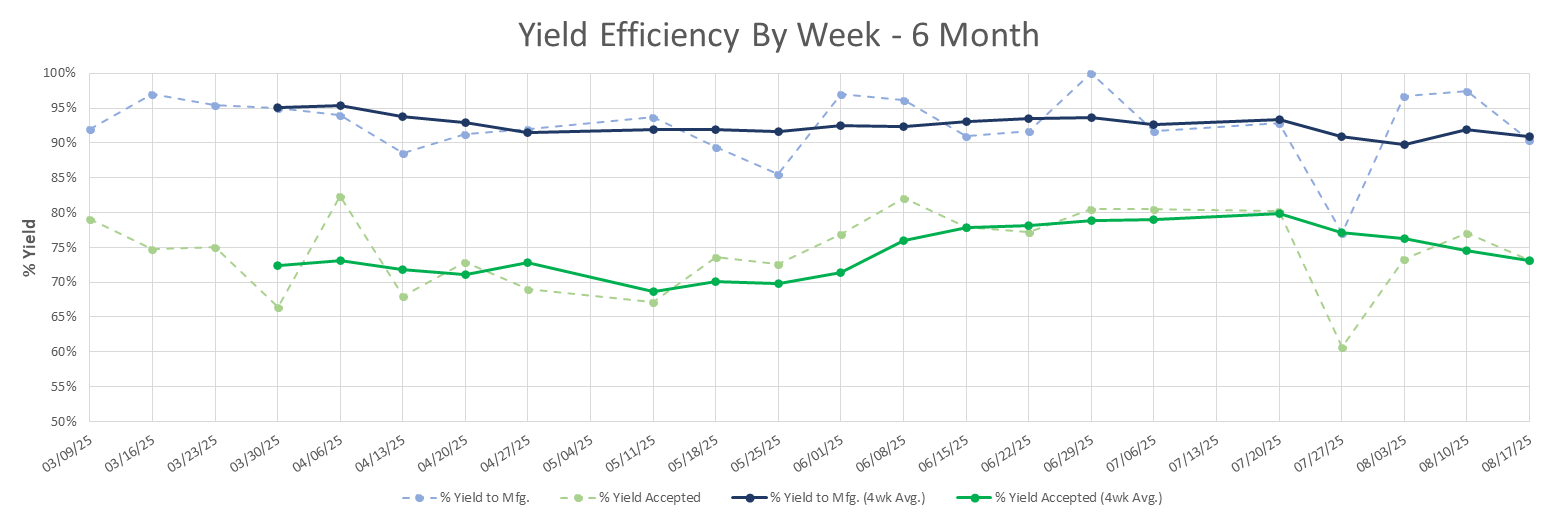 Yield Efficiency By Week - 6 Month
100%
95%
90%
85%
80%
75%
70%
65%
60%
55%
50%
% Yield
03/09/25 03/16/25 03/23/25 03/30/25 04/06/25 04/13/25 04/20/25 04/27/25 05/04/25 05/11/25 05/18/25 05/25/25 06/01/25 06/08/25 06/15/25 06/22/25 06/29/25 07/06/25 07/13/25 07/20/25 07/27/25 08/03/25 08/10/25 08/17/25
% Yield to Mfg. % Yield Accepted % Yield to Mfg. (4wk Avg.) % Yield Accepted (4wk Avg.)